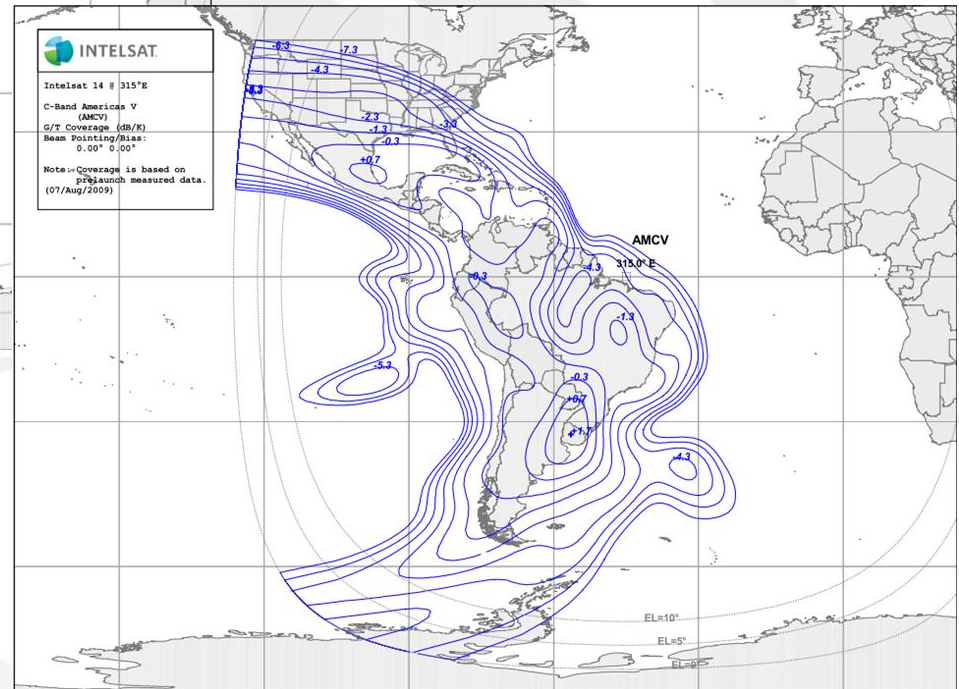 INTELSAT.
Intelsat 14 @ 315°E
C-Band Americas V
(AMCV)
G/T Coverage (dB/K)
Beam Pointing/Bias:
0.00° 0.00°
Note:-Coverage is based on
prelaunch measured data.
(07/Aug/2009)
-6.3
-7.3
-4.3
-2.3
-3.3
-1.3
-0.3
+0.7
AMCV
315.0° E
-4.3
-0.3
-1.3
-5.3
-0.3
+0.7
+1.7
-4.3
EL=10°
EL=5°
EL=0°